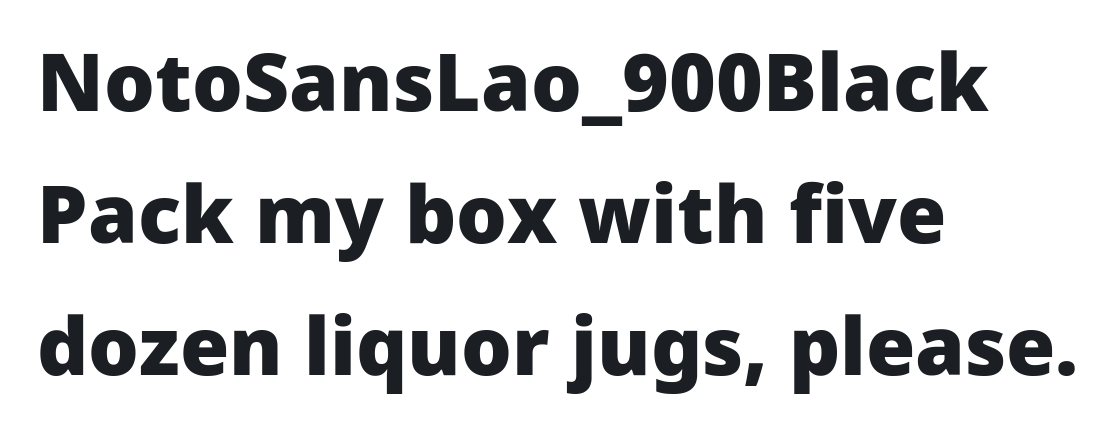 NotoSansLao_900Black
Pack my box with five
dozen liquor jugs, please.